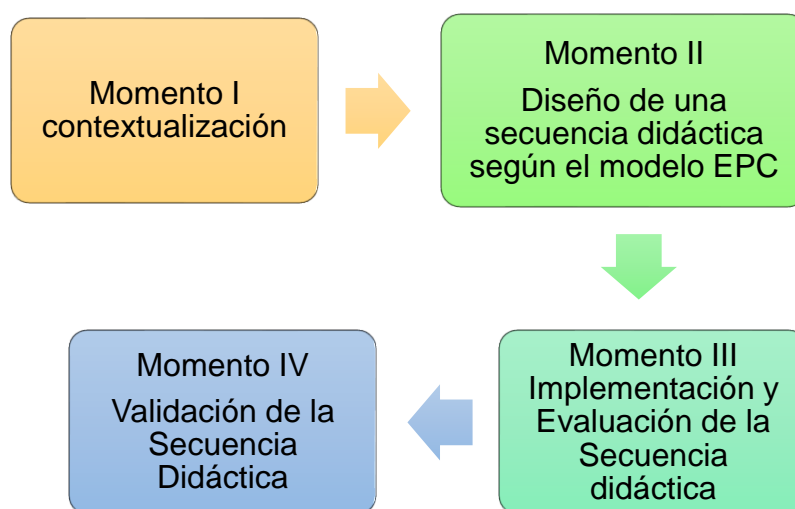 Momento I
contextualización
Momento II
Diseño de una
secuencia didáctica
según el modelo EPC
Momento III
Implementación y
Evaluación de la
Secuencia
didáctica
Momento IV
Validación de la
Secuencia
Didáctica